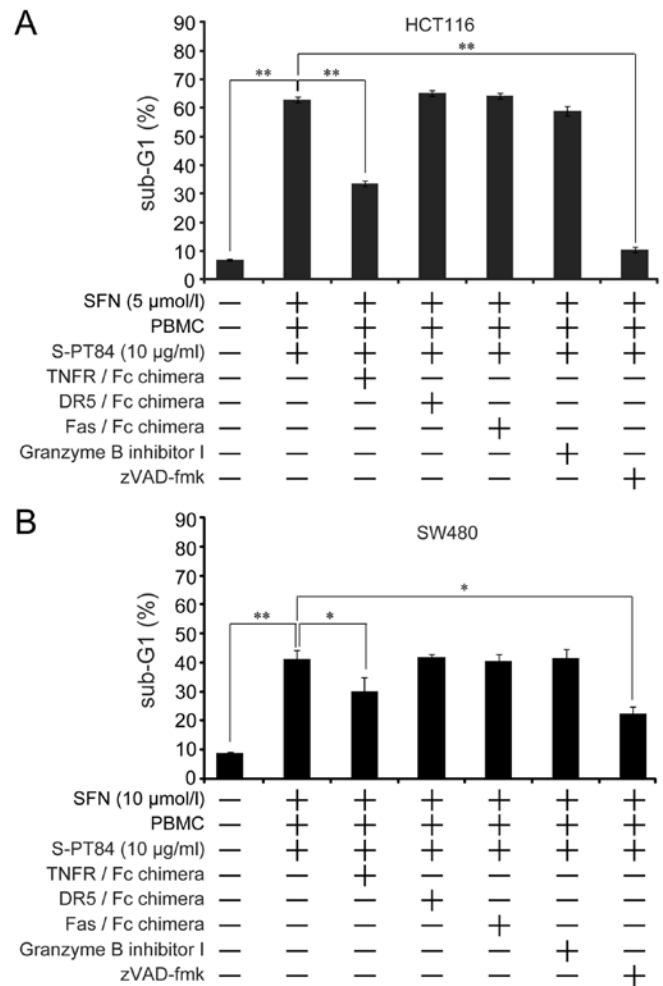 A
HCT116
sub-G1 (%)
90
80
70
60
50
40
30
20
10
0
** ** **
SFN (5 µmol/l) — + + + + + +
PBMC — + + + + + +
S-PT84 (10 µg/ml) — + + + + + +
TNFR / Fc chimera — — + — — — —
DR5 / Fc chimera — — — + — — —
Fas / Fc chimera — — — — + — —
Granzyme B inhibitor I — — — — — + —
zVAD-fmk — — — — — — +
B
SW480
sub-G1 (%)
90
80
70
60
50
40
30
20
10
0
** * *
SFN (10 µmol/l) — + + + + + +
PBMC — + + + + + +
S-PT84 (10 µg/ml) — + + + + + +
TNFR / Fc chimera — — + — — — —
DR5 / Fc chimera — — — + — — —
Fas / Fc chimera — — — — + — —
Granzyme B inhibitor I — — — — — + —
zVAD-fmk — — — — — — +